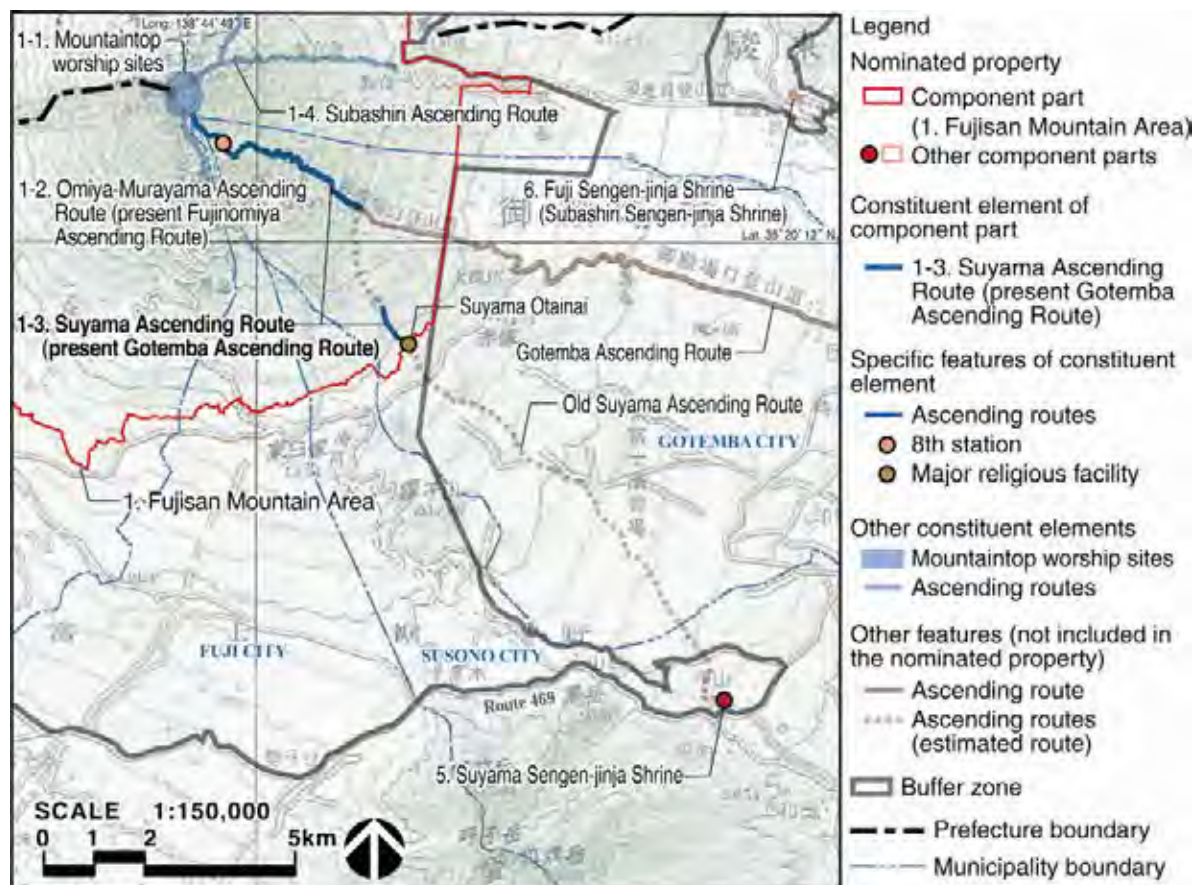 Long: 138° 44' 48" E
1-1. Mountaintop
worship sites
1-4. Subashiri Ascending Route
1-2. Omiya-Murayama Ascending
Route (present Fujinomiya
Ascending Route)
6. Fuji Sengen-jinja Shrine
(Subashiri Sengen-jinja Shrine)
Lat. 35° 20' 12" N
1-3. Suyama Ascending Route
(present Gotemba Ascending Route)
Suyama Otainai
Gotemba Ascending Route
Old Suyama Ascending Route
GOTEMBA CITY
1. Fujisan Mountain Area
FUJI CITY
SUSONO CITY
Route 469
5. Suyama Sengen-jinja Shrine
SCALE 1:150,000
0 1 2 5km
Legend
Nominated property
Component part
(1. Fujisan Mountain Area)
Other component parts
Constituent element of
component part
1-3. Suyama Ascending
Route (present Gotemba
Ascending Route)
Specific features of constituent
element
Ascending routes
8th station
Major religious facility
Other constituent elements
Mountaintop worship sites
Ascending routes
Other features (not included in
the nominated property)
Ascending route
Ascending routes
(estimated route)
Buffer zone
Prefecture boundary
Municipality boundary